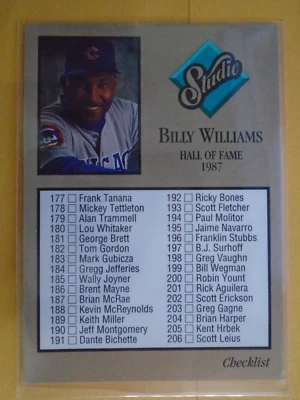 Studio
BILLY WILLIAMS
HALL OF FAME
1987
177 Frank Tanana
178 Mickey Tettleton
179 Alan Trammell
180 Lou Whitaker
181 George Brett
182 Tom Gordon
183 Mark Gubicza
184 Gregg Jefferies
185 Wally Joyner
186 Brent Mayne
187 Brian McRae
188 Kevin McReynolds
189 Keith Miller
190 Jeff Montgomery
191 Dante Bichette
192 Ricky Bones
193 Scott Fletcher
194 Paul Molitor
195 Jaime Navarro
196 Franklin Stubbs
197 B.J. Surhoff
198 Greg Vaughn
199 Bill Wegman
200 Robin Yount
201 Rick Aguilera
202 Scott Erickson
203 Greg Gagne
204 Brian Harper
205 Kent Hrbek
206 Scott Leius
Checklist